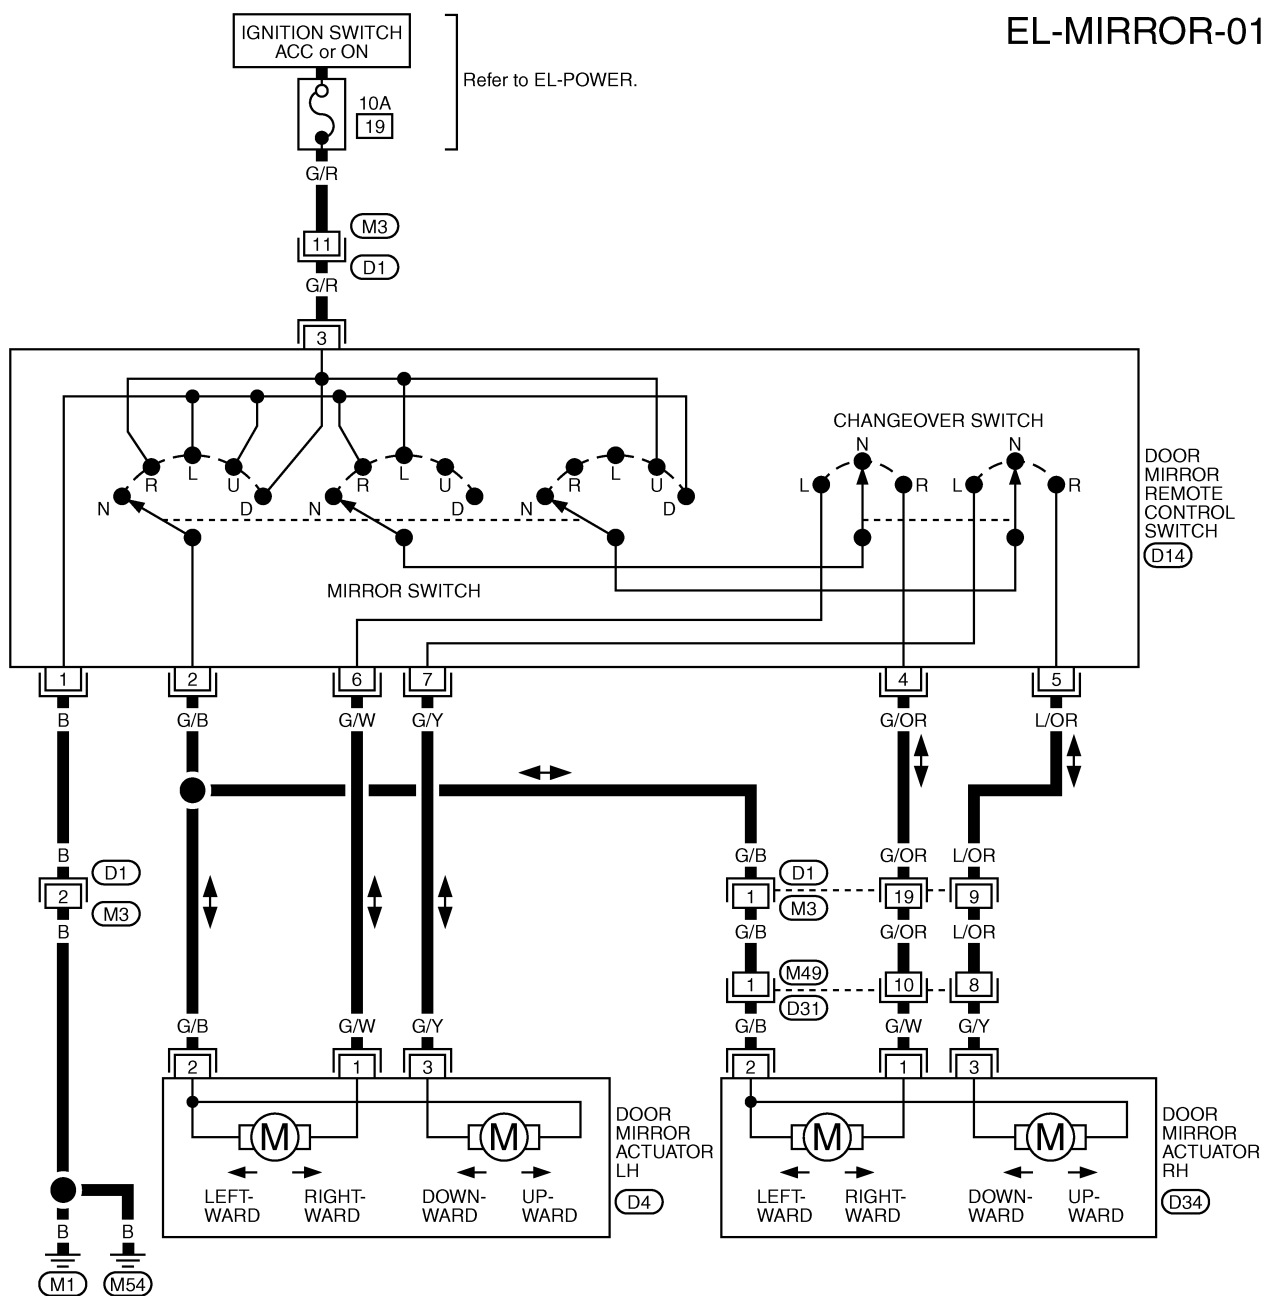 EL-MIRROR-01
IGNITION SWITCH
ACC or ON
Refer to EL-POWER.
10A
19
G/R
M3
11
D1
G/R
3
CHANGEOVER SWITCH
N
N
R
L
U
D
N
R
L
U
D
N
R
L
U
D
N
L
R
L
R
DOOR
MIRROR
REMOTE
CONTROL
SWITCH
D14
MIRROR SWITCH
1
2
6
7
4
5
B
G/B
G/W
G/Y
G/OR
L/OR
B
G/B
G/OR
L/OR
D1
2
M3
D1
1
19
9
M3
B
G/B
G/OR
L/OR
M49
1
10
8
D31
G/B
G/W
G/Y
G/B
G/W
G/Y
2
1
3
2
1
3
M
M
M
M
DOOR
MIRROR
ACTUATOR
LH
D4
DOOR
MIRROR
ACTUATOR
RH
D34
LEFT-
WARD
RIGHT-
WARD
DOWN-
WARD
UP-
WARD
LEFT-
WARD
RIGHT-
WARD
DOWN-
WARD
UP-
WARD
B
B
M1
M54